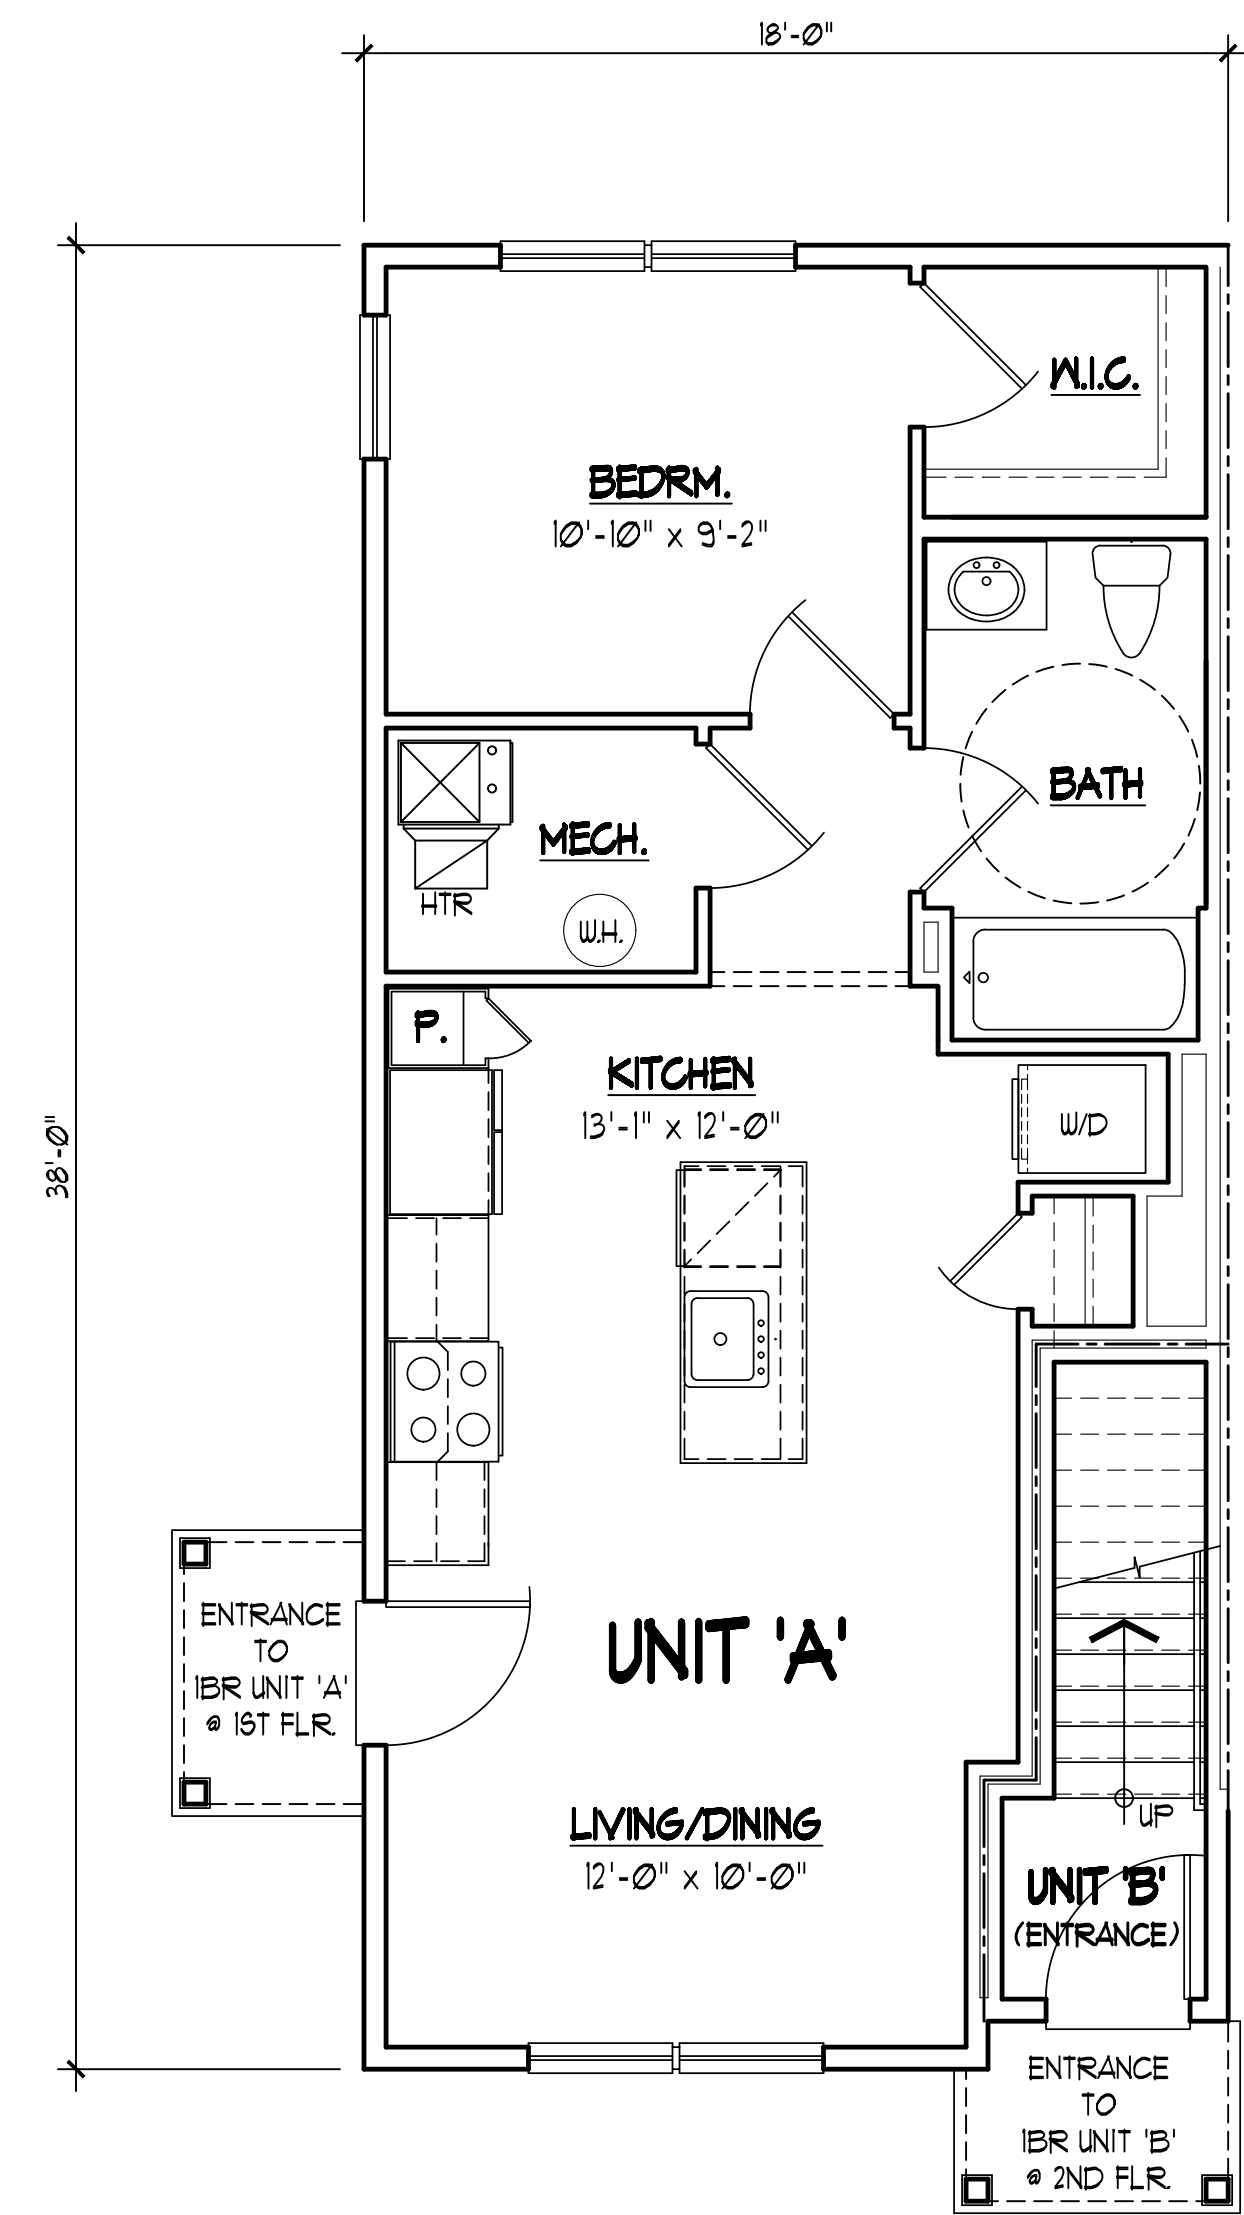 18'-0"
W.I.C.
BEDRM.
10'-10" x 9'-2"
BATH
MECH.
HTR
W.H.
P.
KITCHEN
13'-1" x 12'-0"
W/D
38'-0"
ENTRANCE
TO
1BR UNIT 'A'
@ 1ST FLR.
UNIT 'A'
LIVING/DINING
12'-0" x 10'-0"
UP
UNIT 'B'
(ENTRANCE)
ENTRANCE
TO
1BR UNIT 'B'
@ 2ND FLR.